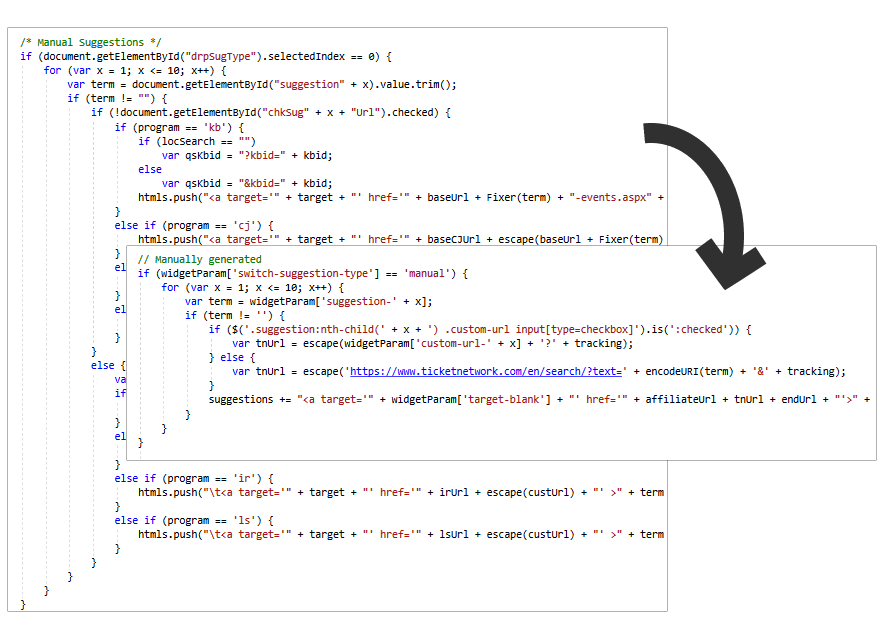 /* Manual Suggestions */
if (document.getElementById("drpSugType").selectedIndex == 0) {
for (var x = 1; x <= 10; x++) {
var term = document.getElementById("suggestion" + x).value.trim();
if (term != "") {
if (!document.getElementById("chkSug" + x + "Url").checked) {
if (program == 'kb') {
if (locSearch == "")
var qsKbid = "?kbid=" + kbid;
else
var qsKbid = "&kbid=" + kbid;
htmls.push("<a target='" + target + "' href='" + baseUrl + Fixer(term) + "-events.aspx" +
}
else if (program == 'cj') {
htmls.push("<a target='" + target + "' href='" + baseCJUrl + escape(baseUrl + Fixer(term)
}
el
}
el
}
}
else {
va
if
}
el
}
else if (program == 'ir') {
htmls.push("\t<a target='" + target + "' href='" + irUrl + escape(custUrl) + "' >" + term
}
else if (program == 'ls') {
htmls.push("\t<a target='" + target + "' href='" + lsUrl + escape(custUrl) + "' >" + term
}
}
}
}
}
// Manually generated
if (widgetParam['switch-suggestion-type'] == 'manual') {
for (var x = 1; x <= 10; x++) {
var term = widgetParam['suggestion-' + x];
if (term != '') {
if ($('.suggestion:nth-child(' + x + ') .custom-url input[type=checkbox]').is(':checked')) {
var tnUrl = escape(widgetParam['custom-url-' + x] + '?' + tracking);
} else {
var tnUrl = escape('https://www.ticketnetwork.com/en/search/?text=' + encodeURI(term) + '&' + tracking);
}
suggestions += "<a target='" + widgetParam['target-blank'] + "' href='" + affiliateUrl + tnUrl + endUrl + "'>" +
}
}
}